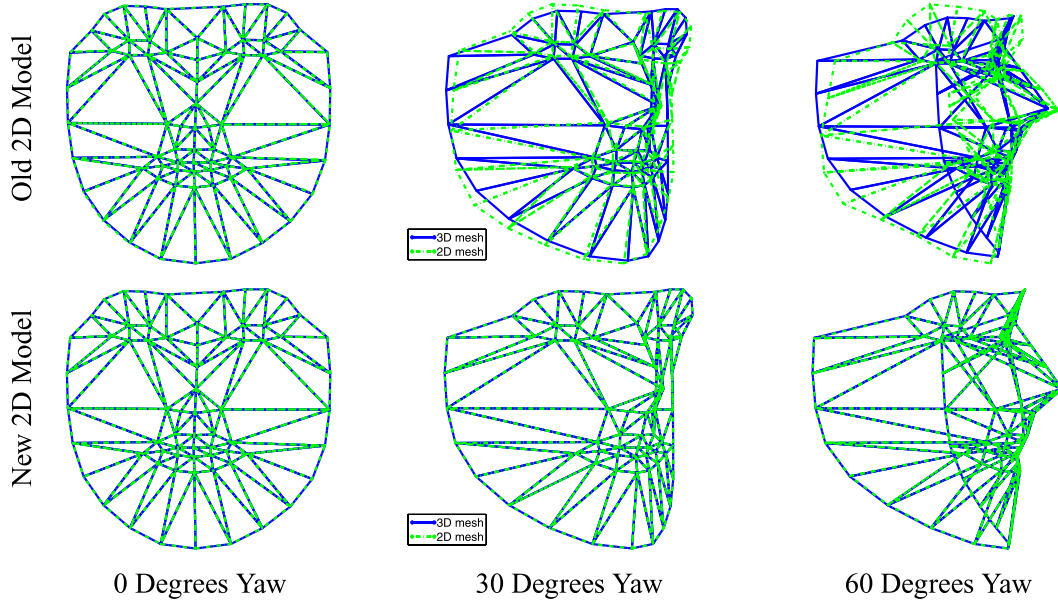 Old 2D Model
3D mesh
2D mesh
New 2D Model
3D mesh
2D mesh
0 Degrees Yaw
30 Degrees Yaw
60 Degrees Yaw